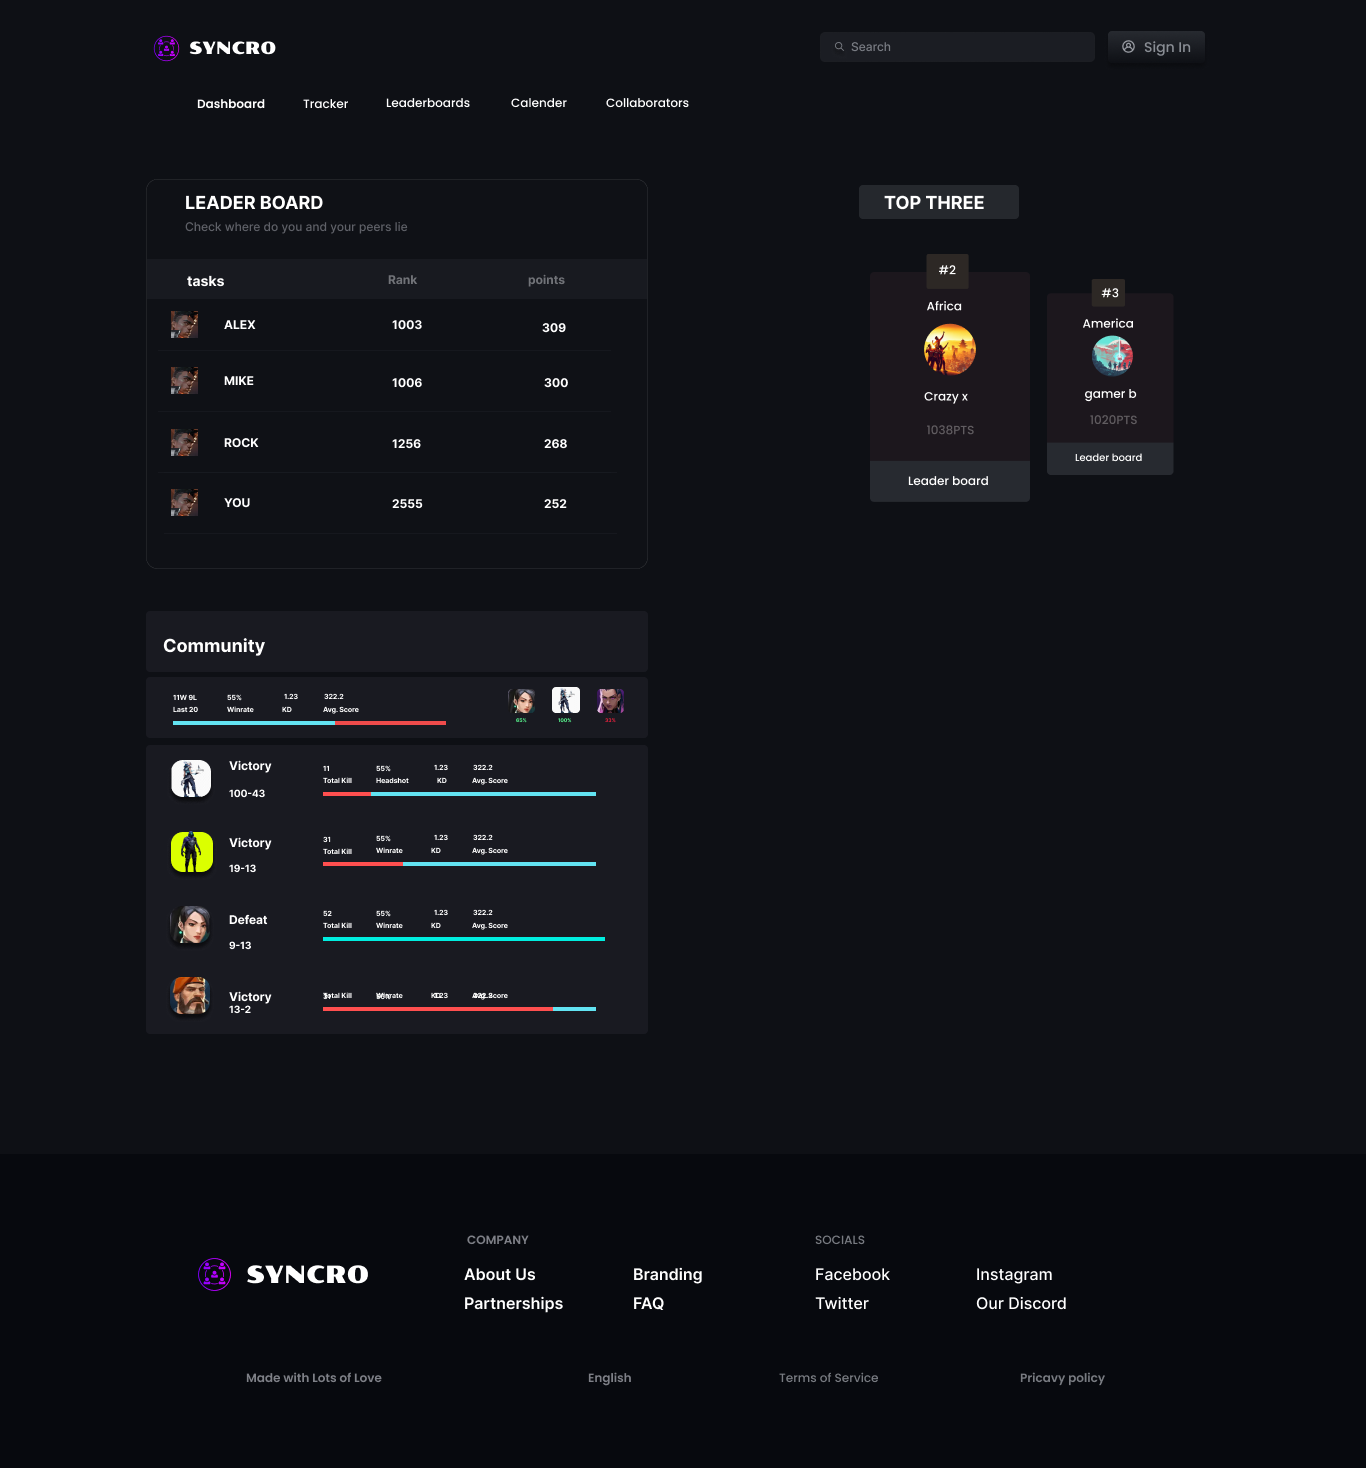 SYNCRO
Search
Sign In
Dashboard Tracker Leaderboards Calender Collaborators
LEADER BOARD
Check where do you and your peers lie
tasks Rank points
ALEX 1003 309
MIKE 1006 300
ROCK 1256 268
YOU 2555 252
TOP THREE
#2
Africa
Crazy x
1038PTS
Leader board
#3
America
gamer b
1020PTS
Leader board
Community
11W 9L 55% 1.23 322.2
Last 20 Winrate KD Avg. Score
65% 100% 32%
Victory
100-43
11 55% 1.23 322.2
Total Kill Headshot KD Avg. Score
Victory
19-13
31 55% 1.23 322.2
Total Kill Winrate KD Avg. Score
Defeat
9-13
52 55% 1.23 322.2
Total Kill Winrate KD Avg. Score
Victory
13-2
Total Kill Winrate KD Avg. Score
SYNCRO
COMPANY
About Us Branding
Partnerships FAQ
SOCIALS
Facebook Instagram
Twitter Our Discord
Made with Lots of Love English Terms of Service Pricavy policy